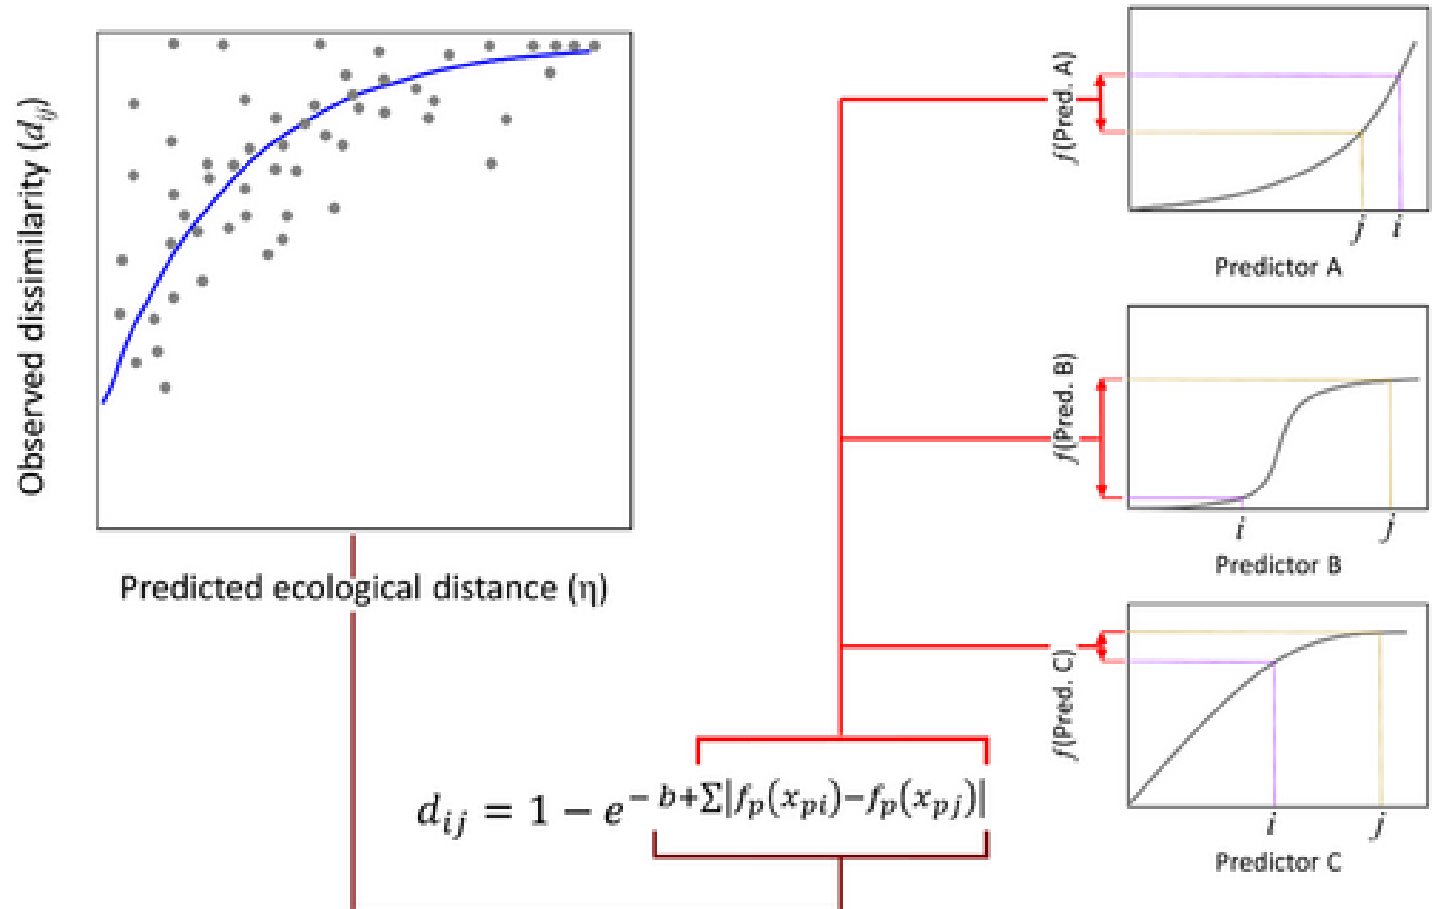 Observed dissimilarity (dij)
Predicted ecological distance (η)
f(Pred. A)
j i
Predictor A
f(Pred. B)
i j
Predictor B
f(Pred. C)
i j
Predictor C
dij = 1 − e− b+∑|fp(xpi)−fp(xpj)|